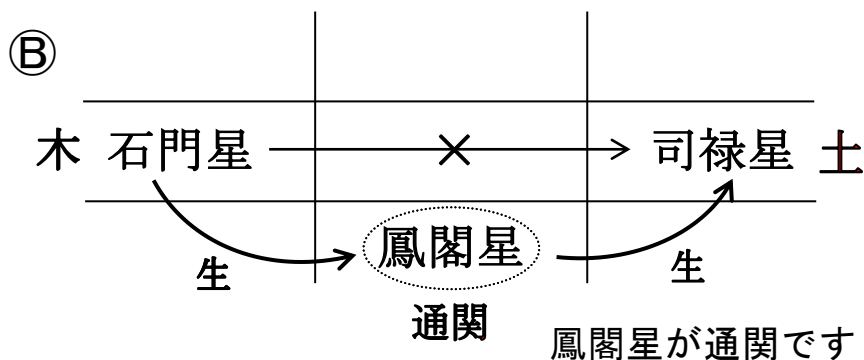 Ⓑ
木 石門星 × 司禄星 土
鳳閣星
生 生
通関
鳳閣星が通関です